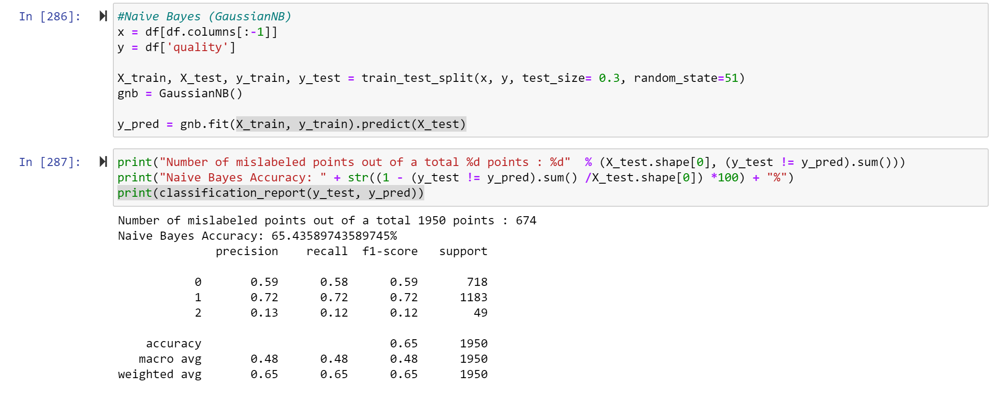 In [286]:
#Naive Bayes (GaussianNB)
x = df[df.columns[:-1]]
y = df['quality']
X_train, X_test, y_train, y_test = train_test_split(x, y, test_size= 0.3, random_state=51)
gnb = GaussianNB()
y_pred = gnb.fit(X_train, y_train).predict(X_test)
In [287]:
print("Number of mislabeled points out of a total %d points : %d"  % (X_test.shape[0], (y_test != y_pred).sum()))
print("Naive Bayes Accuracy: " + str((1 - (y_test != y_pred).sum() /X_test.shape[0]) *100) + "%")
print(classification_report(y_test, y_pred))
Number of mislabeled points out of a total 1950 points : 674
Naive Bayes Accuracy: 65.43589743589745%
precision    recall  f1-score   support
0       0.59      0.58      0.59       718
1       0.72      0.72      0.72      1183
2       0.13      0.12      0.12        49
accuracy                           0.65      1950
macro avg       0.48      0.48      0.48      1950
weighted avg       0.65      0.65      0.65      1950